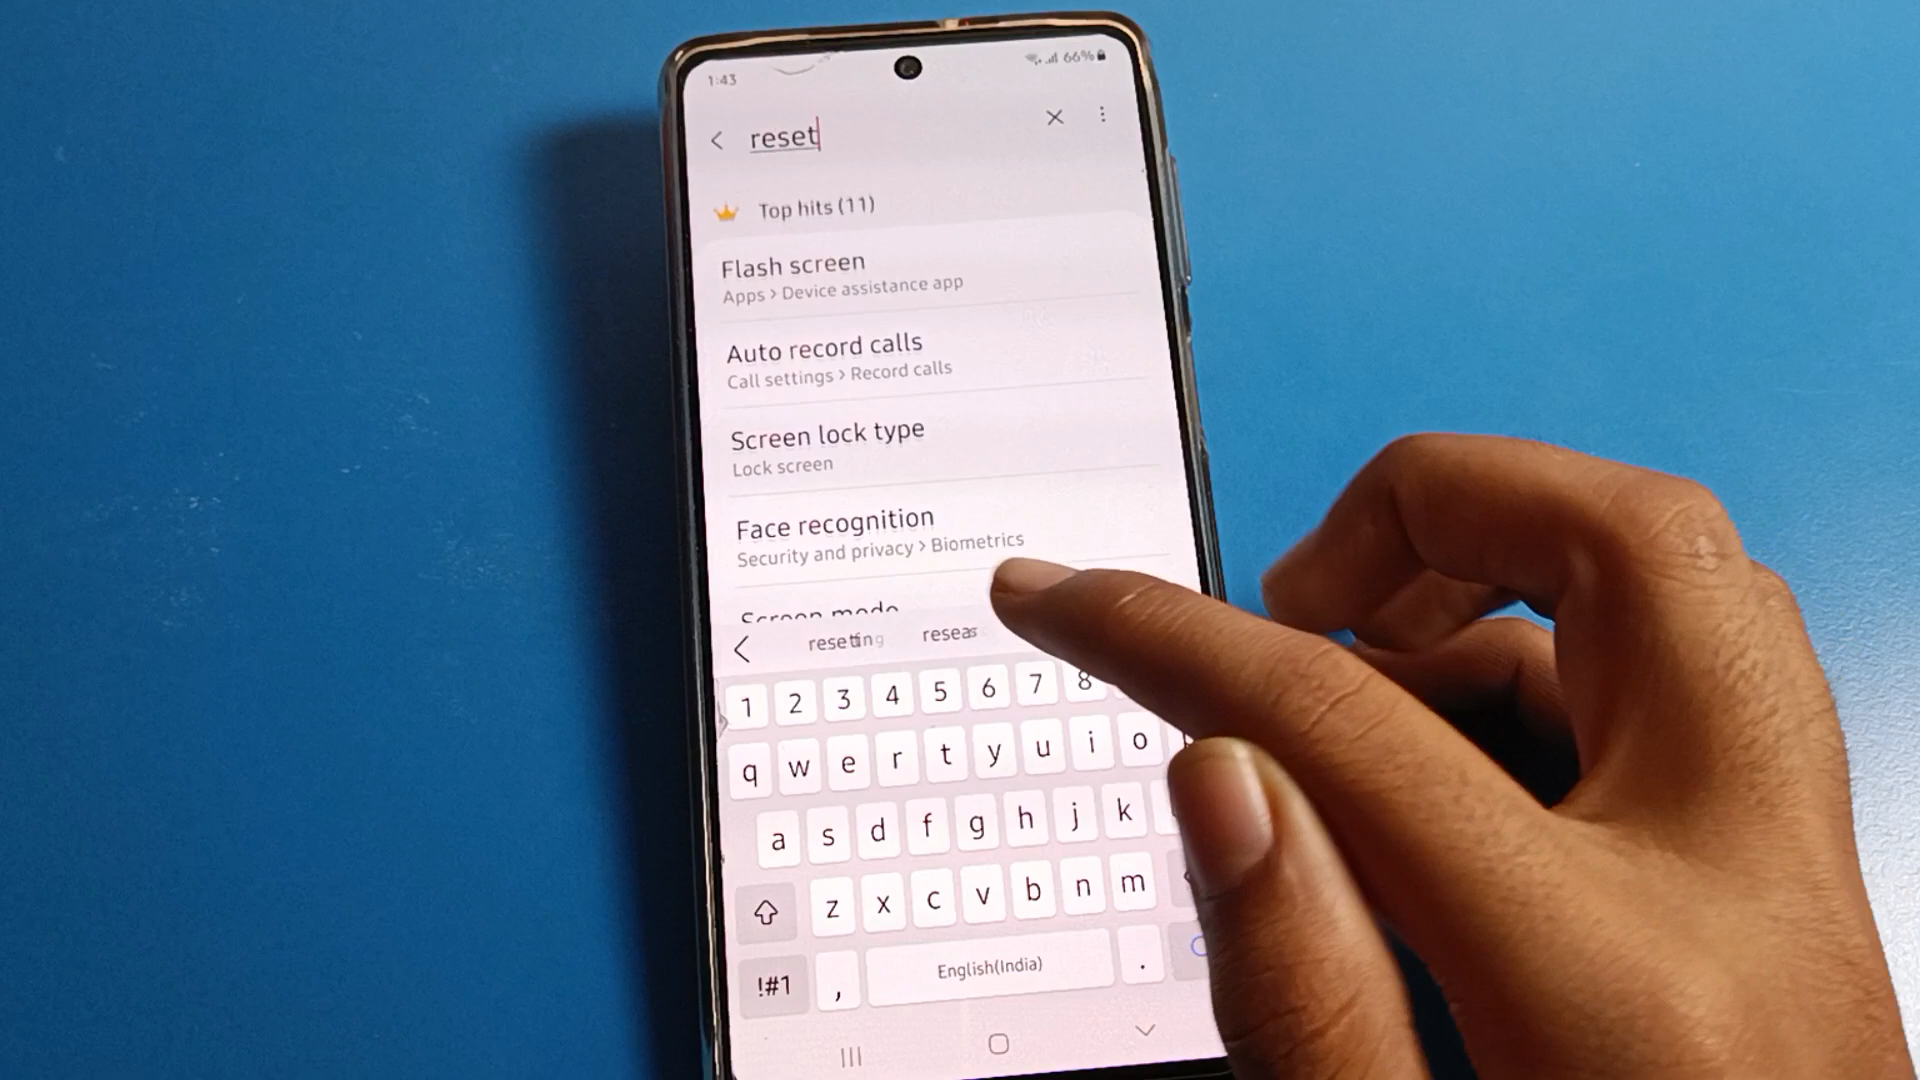 1:43
66%
reset
Top hits (11)
Flash screen
Apps > Device assistance app
Auto record calls
Call settings > Record calls
Screen lock type
Lock screen
Face recognition
Security and privacy > Biometrics
Screen mode
resetting
1 2 3 4 5 6 7 8
q w e r t y u i o
a s d f g h j k
z x c v b n m
!#1 , English(India) .